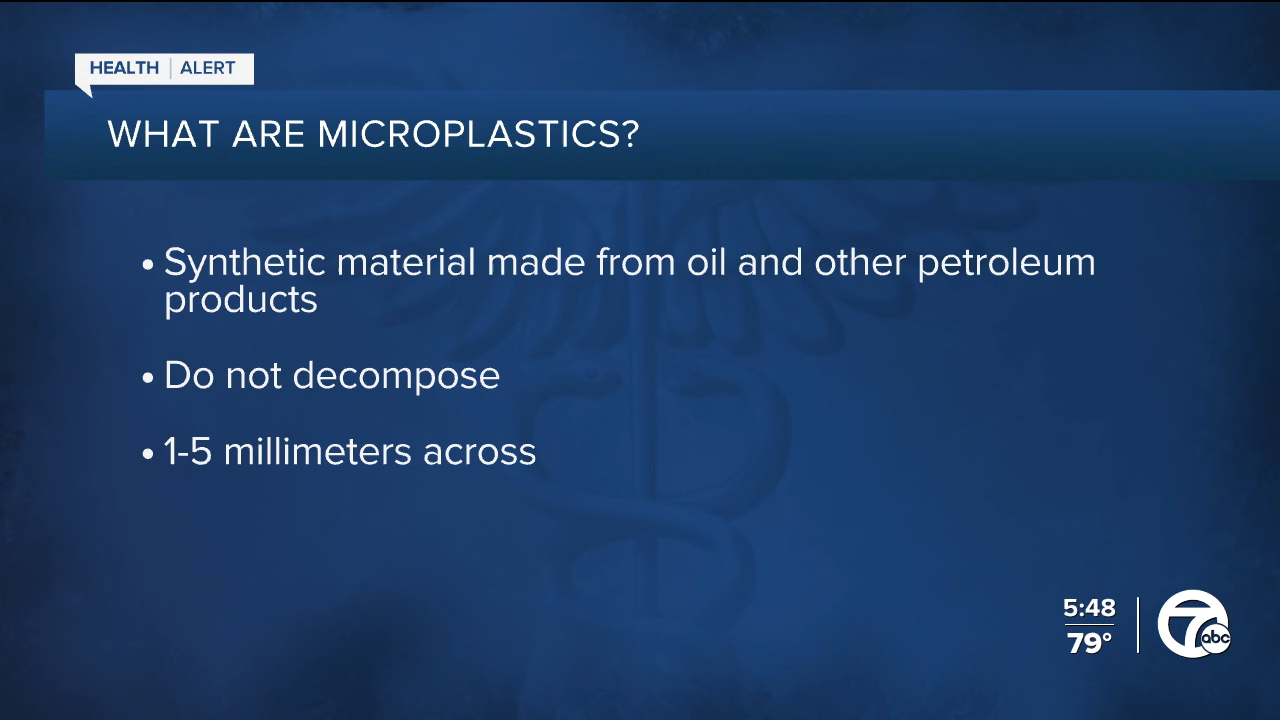 HEALTH | ALERT
WHAT ARE MICROPLASTICS?
• Synthetic material made from oil and other petroleum
products
• Do not decompose
• 1-5 millimeters across
5:48
79°
7
abc